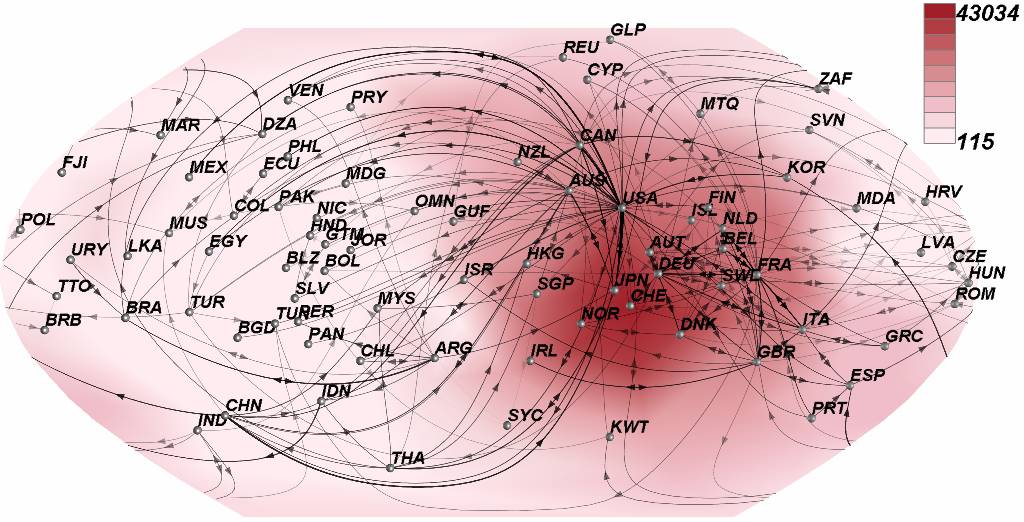 GLP
43034
REU
CYP
ZAF
VEN
PRY
MTQ
SVN
MAR
DZA
CAN
115
PHL
NZL
FJI
MEX
ECU
MDG
AUS
KOR
USA
FIN
MDA
HRV
COL
PAK
NIC
OMN
GUF
ISL
NLD
POL
MUS
HND
GTM
JOR
BEL
URY
LKA
EGY
AUT
LVA
BLZ
BOL
HKG
DEU
FRA
CZE
ISR
SWE
HUN
TTO
SLV
SGP
JPN
CHE
ROM
BRA
TUR
MYS
BRB
BGD
PER
PAN
NOR
DNK
ITA
CHL
ARG
IRL
GBR
GRC
ESP
IDN
CHN
IND
SYC
KWT
PRT
THA